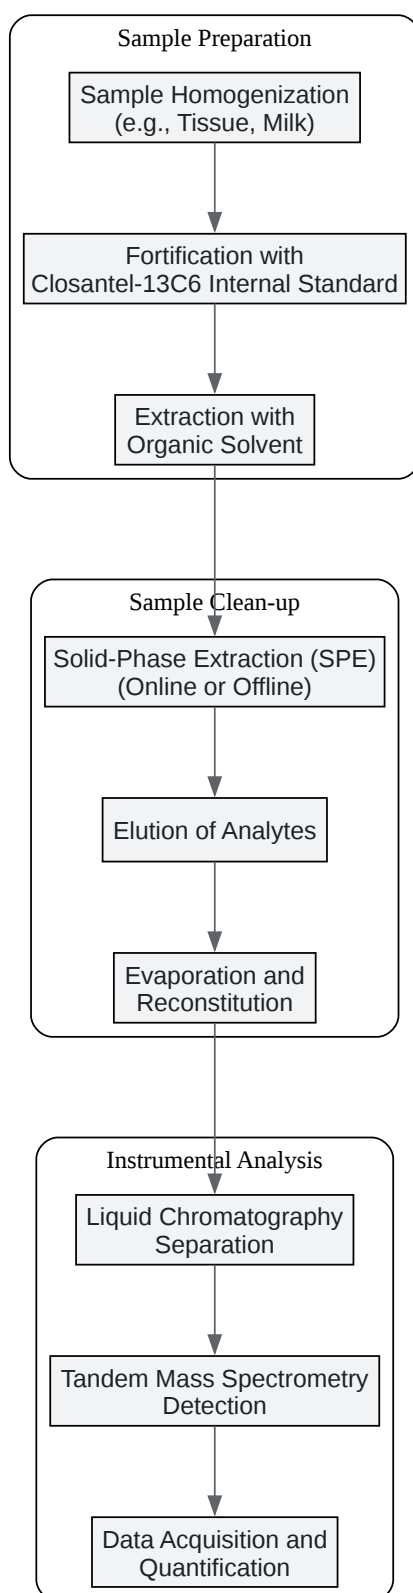 Sample Preparation
Sample Homogenization
(e.g., Tissue, Milk)
Fortification with
Closantel-13C6 Internal Standard
Extraction with
Organic Solvent
Sample Clean-up
Solid-Phase Extraction (SPE)
(Online or Offline)
Elution of Analytes
Evaporation and
Reconstitution
Instrumental Analysis
Liquid Chromatography
Separation
Tandem Mass Spectrometry
Detection
Data Acquisition and
Quantification